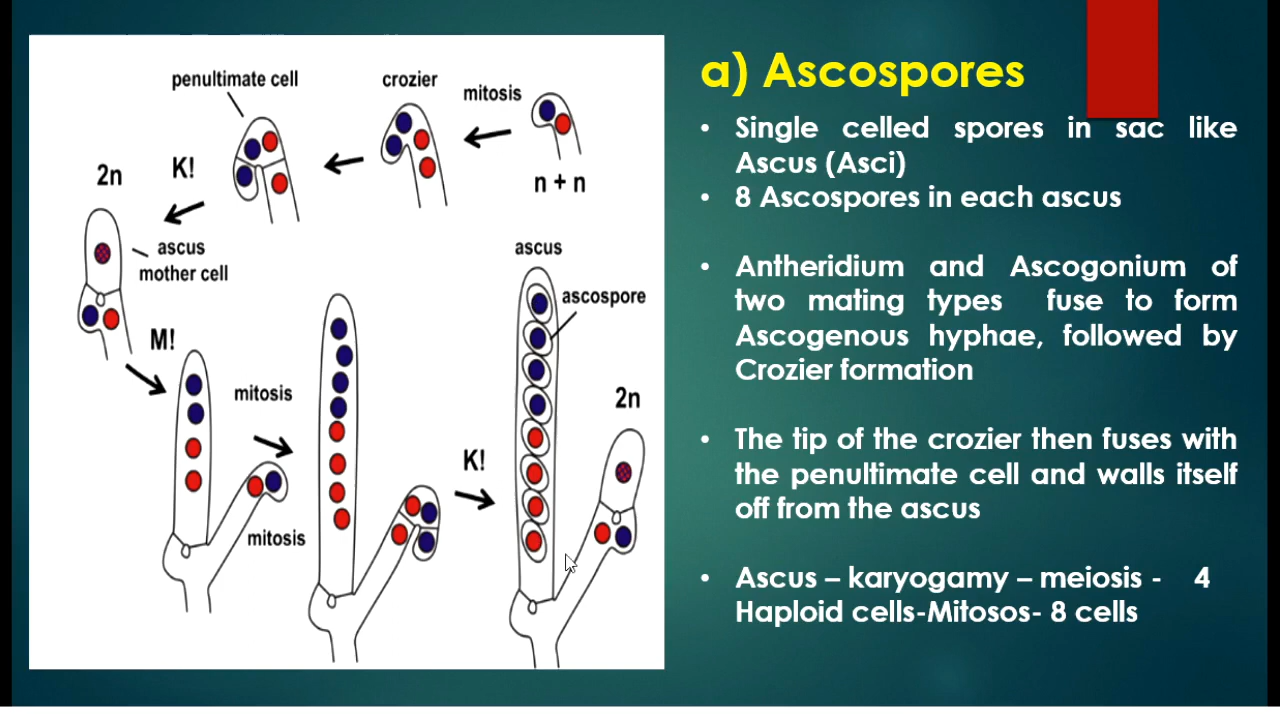 a) Ascospores
• Single celled spores in sac like
Ascus (Asci)
• 8 Ascospores in each ascus
• Antheridium and Ascogonium of
two mating types fuse to form
Ascogenous hyphae, followed by
Crozier formation
• The tip of the crozier then fuses with
the penultimate cell and walls itself
off from the ascus
• Ascus – karyogamy – meiosis - 4
Haploid cells-Mitosos- 8 cells
penultimate cell
crozier
mitosis
n + n
K!
2n
ascus
mother cell
M!
mitosis
mitosis
K!
ascus
ascospore
2n